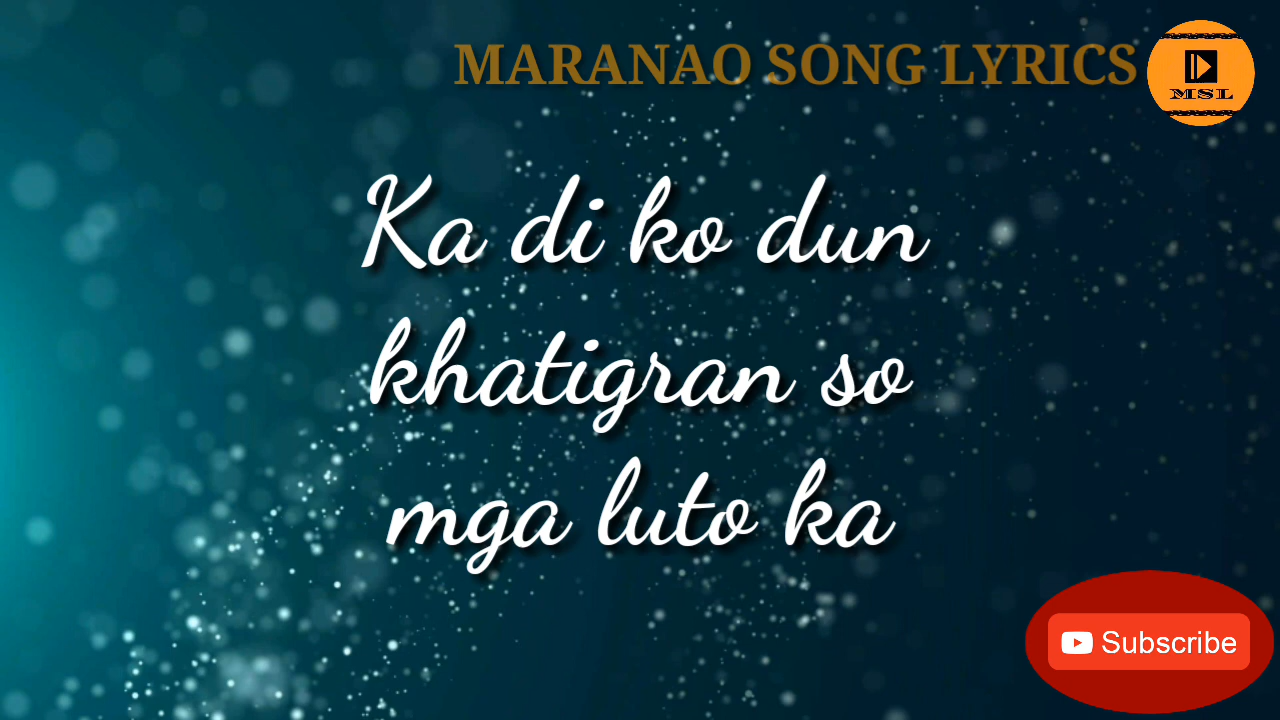 MARANAO SONG LYRICS
MSL
Ka di ko dun
khatigran so
mga luto ka
Subscribe